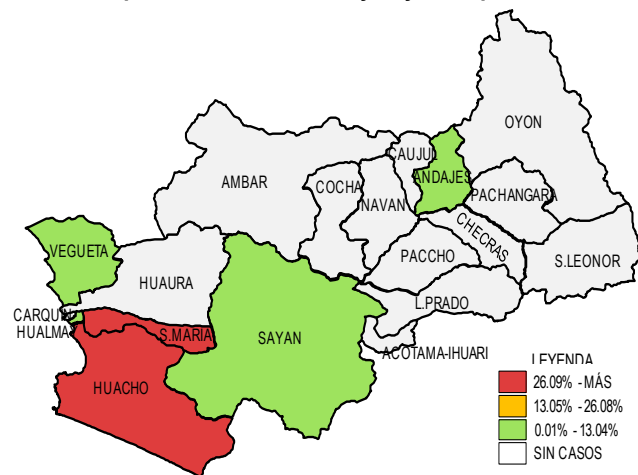 OYON
CAUJUL
ANDAJES
AMBAR
COCHA
NAVAN
PACHANGARA
CHECRAS
VEGUETA
PACCHO
S.LEONOR
HUAURA
L.PRADO
CARQUIN
HUALMA
S.MARIA
SAYAN
ACOTAMA-IHUARI
HUACHO
LEYENDA
26.09% - MÁS
13.05% - 26.08%
0.01% - 13.04%
SIN CASOS